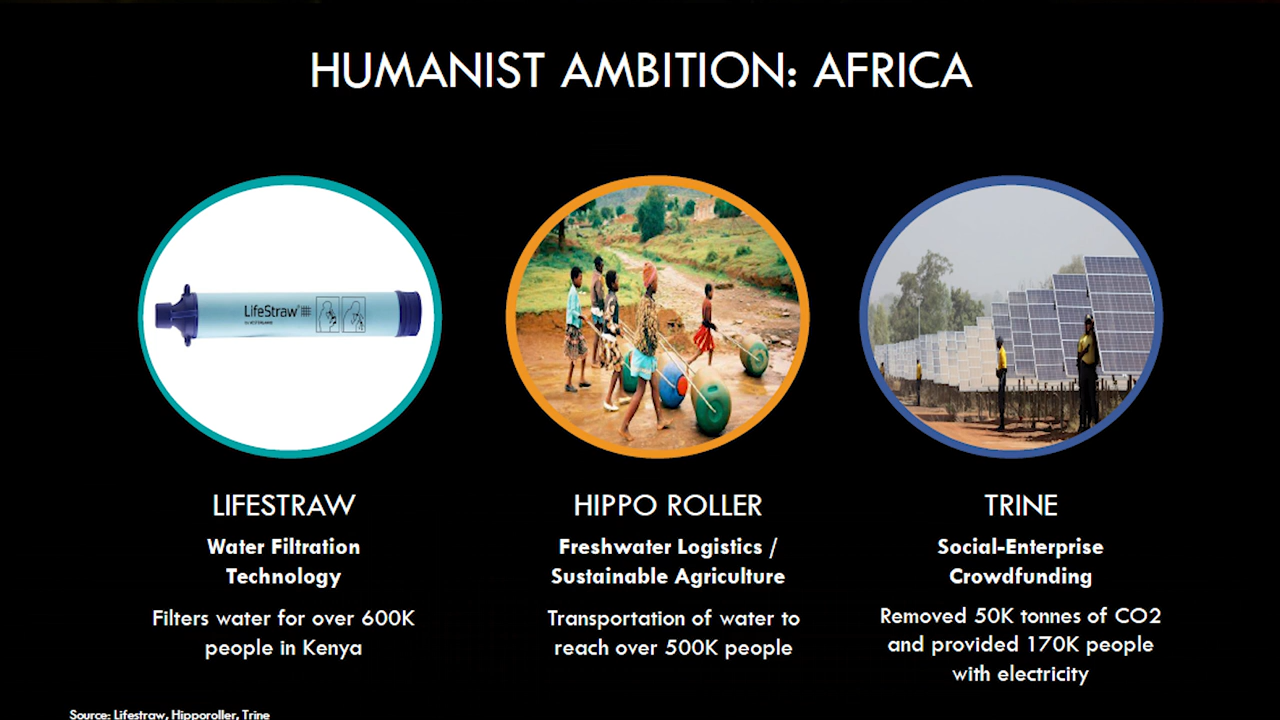 HUMANIST AMBITION: AFRICA
LifeStraw
LIFESTRAW
Water Filtration
Technology
Filters water for over 600K
people in Kenya
HIPPO ROLLER
Freshwater Logistics /
Sustainable Agriculture
Transportation of water to
reach over 500K people
TRINE
Social-Enterprise
Crowdfunding
Removed 50K tonnes of CO2
and provided 170K people
with electricity
Source: Lifestraw, Hipporoller, Trine